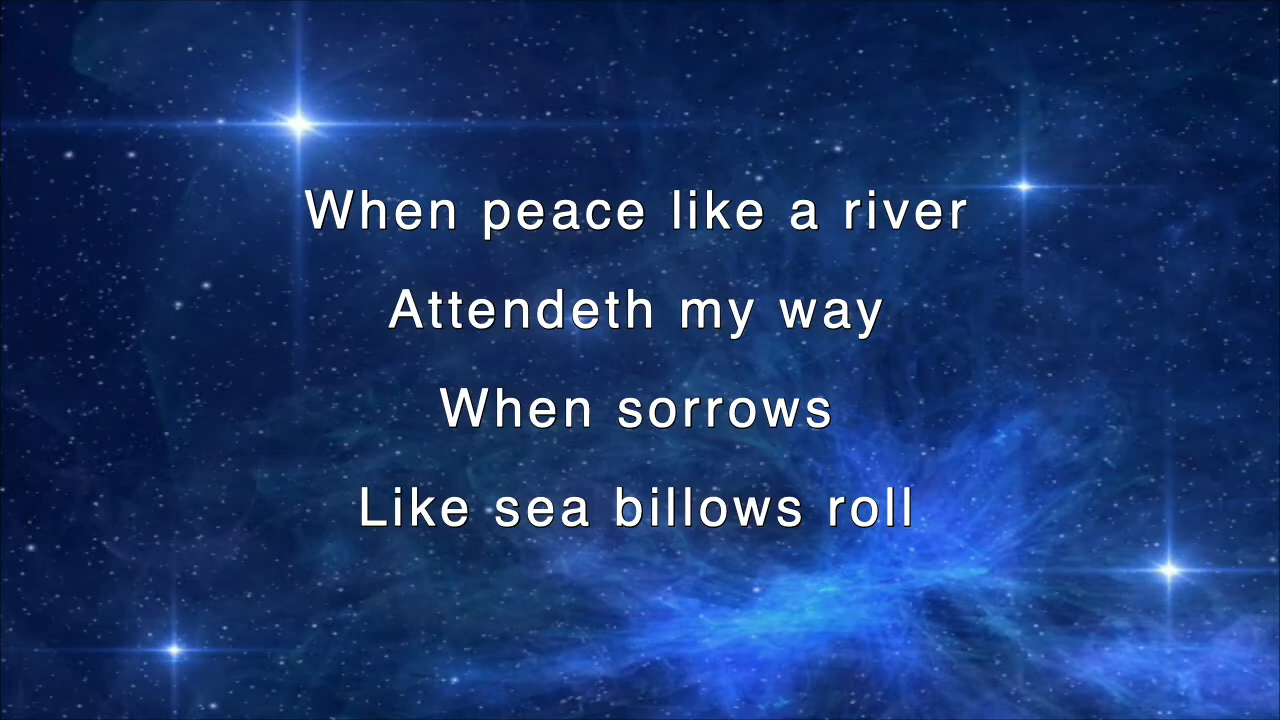 When peace like a river
Attendeth my way
When sorrows
Like sea billows roll